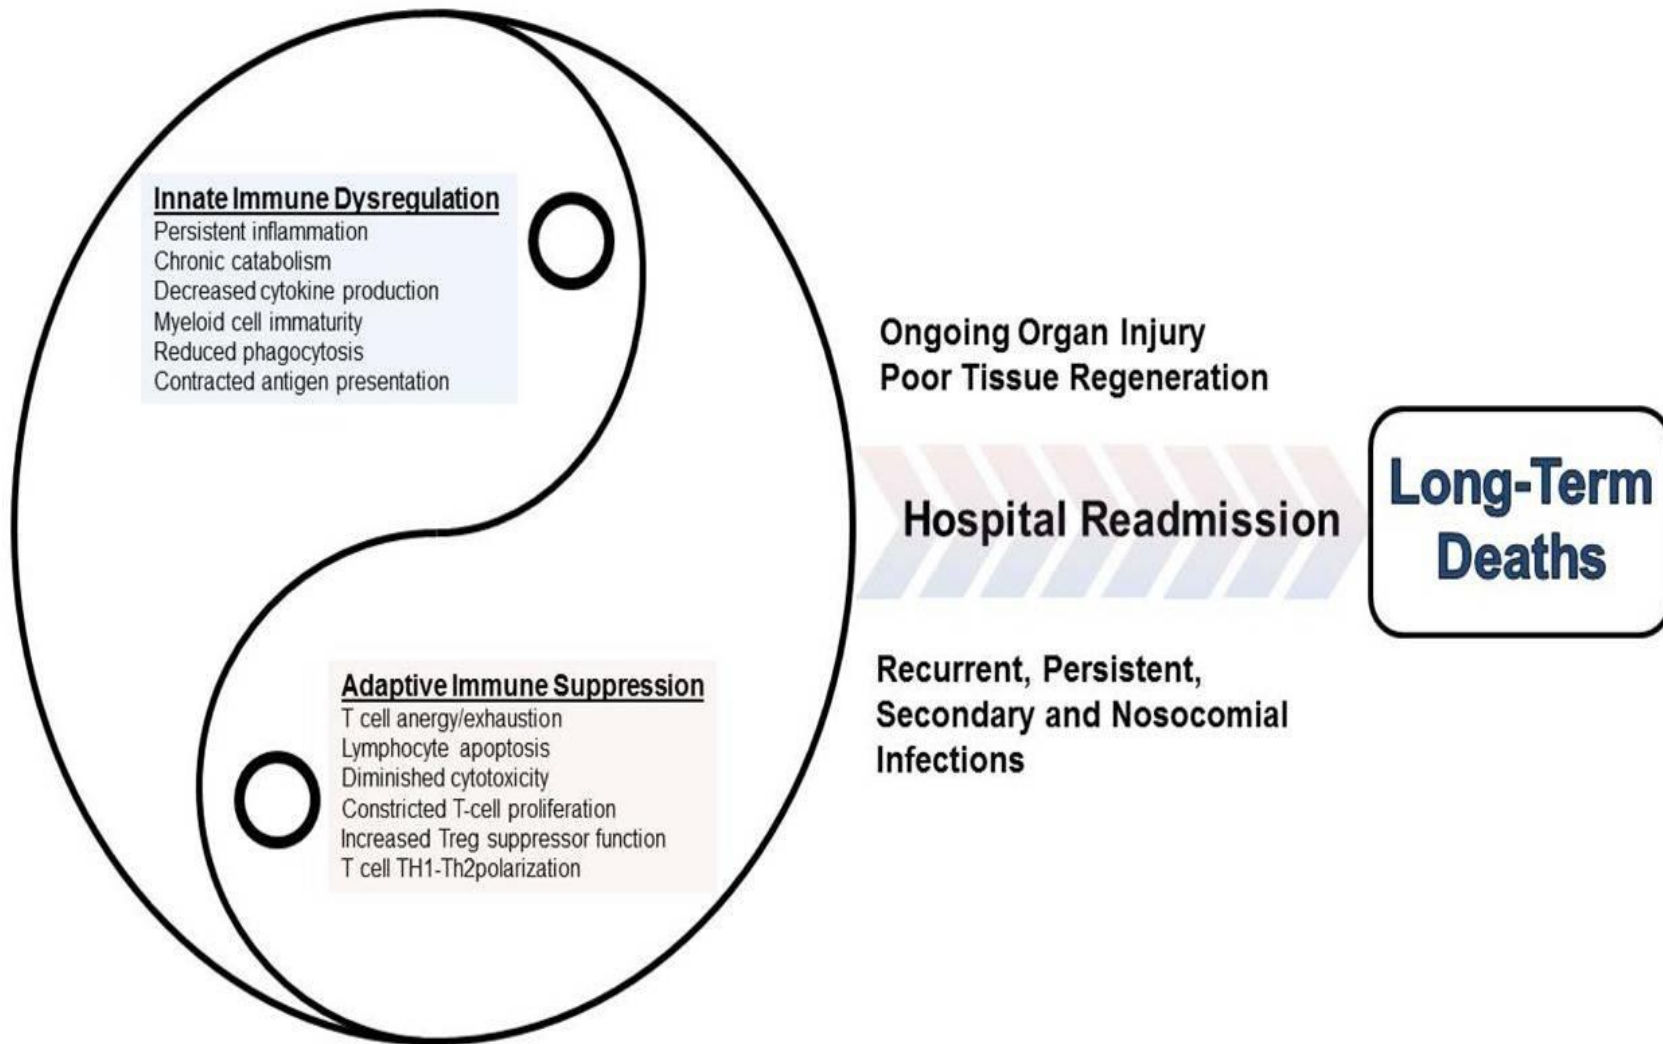 Innate Immune Dysregulation
Persistent inflammation
Chronic catabolism
Decreased cytokine production
Myeloid cell immaturity
Reduced phagocytosis
Contracted antigen presentation
Adaptive Immune Suppression
T cell anergy/exhaustion
Lymphocyte apoptosis
Diminished cytotoxicity
Constricted T-cell proliferation
Increased Treg suppressor function
T cell TH1-Th2polarization
Ongoing Organ Injury
Poor Tissue Regeneration
Hospital Readmission
Recurrent, Persistent,
Secondary and Nosocomial
Infections
Long-Term
Deaths